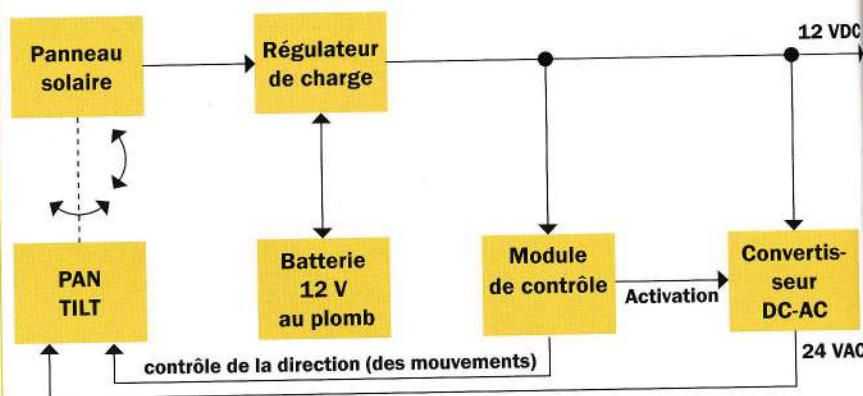 Panneau
solaire
Régulateur
de charge
12 VDC
PAN
TILT
Batterie
12 V
au plomb
Module
de contrôle
Activation
Convertis-
seur
DC-AC
contrôle de la direction (des mouvements)
24 VAC